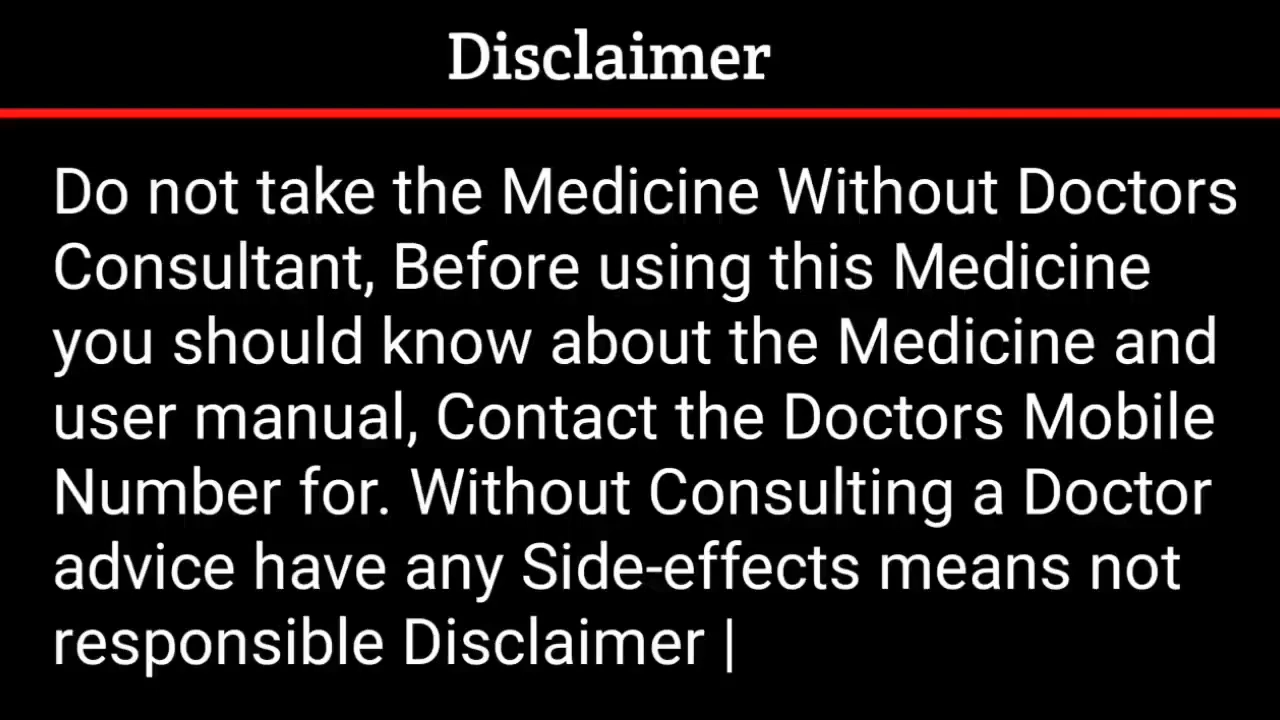 Disclaimer
Do not take the Medicine Without Doctors
Consultant, Before using this Medicine
you should know about the Medicine and
user manual, Contact the Doctors Mobile
Number for. Without Consulting a Doctor
advice have any Side-effects means not
responsible Disclaimer |